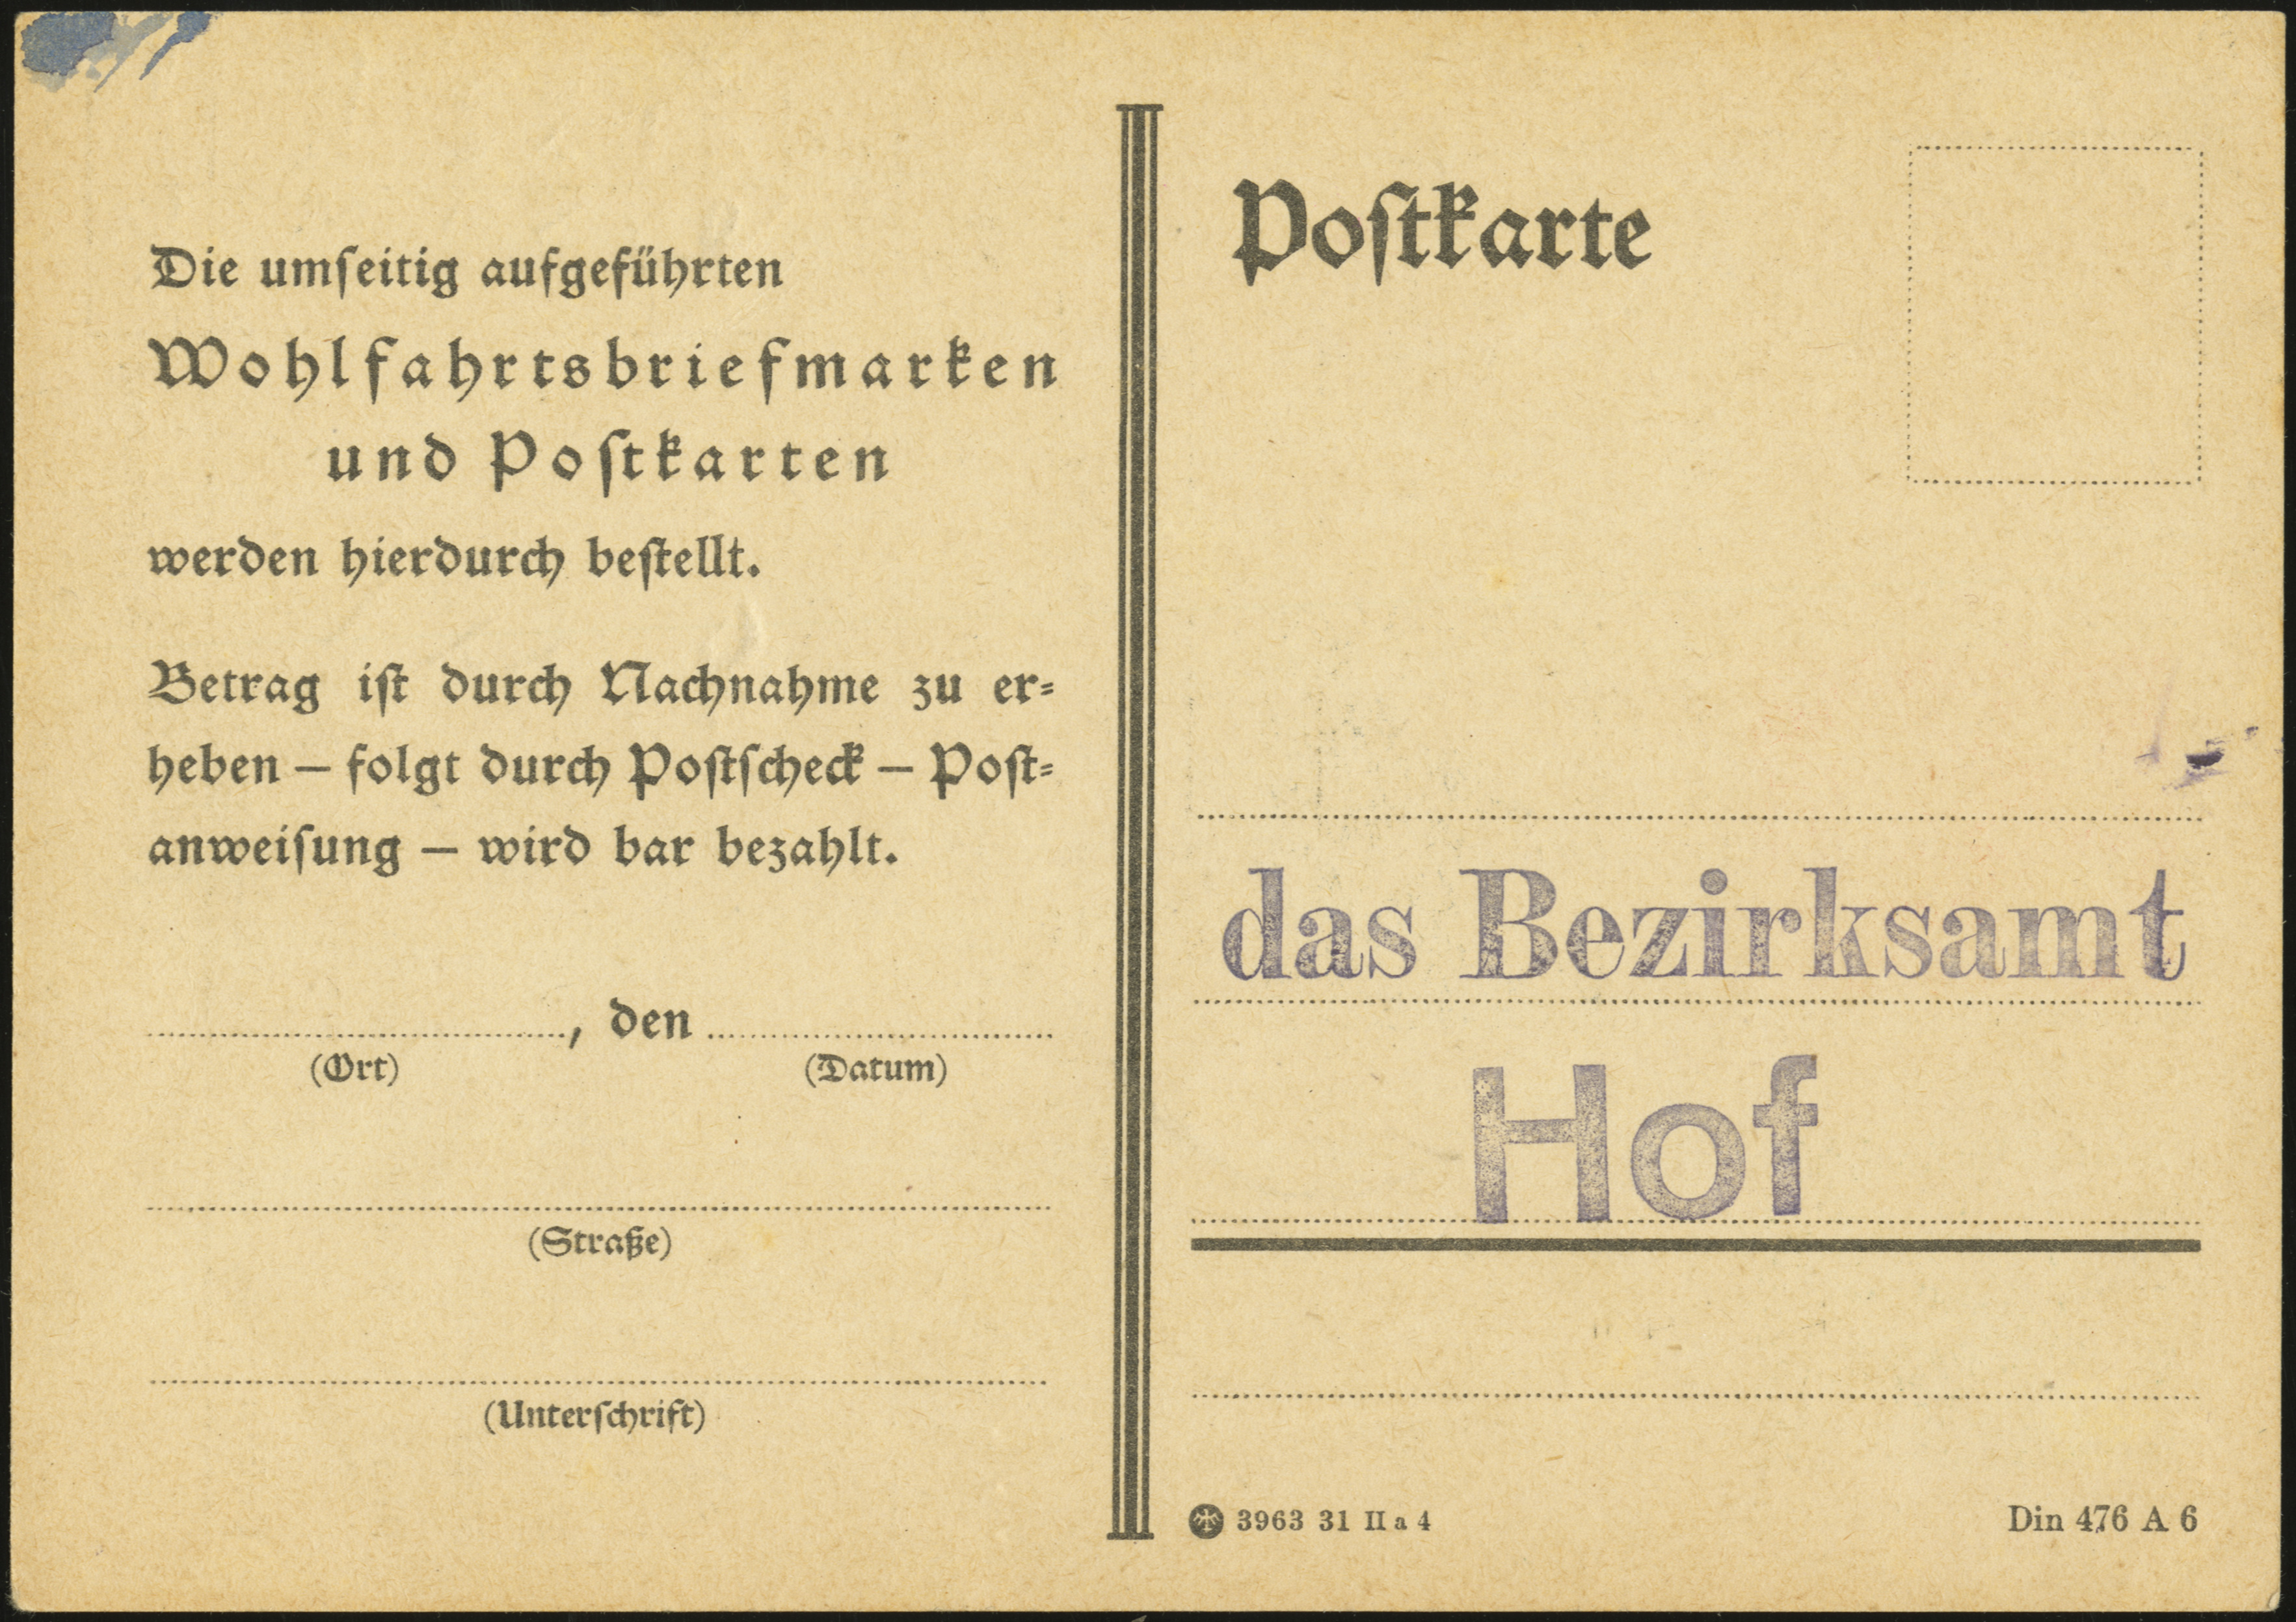 Die umſeitig aufgeführten
Wohlfahrtsbriefmarken
und Poſtkarten
werden hierdurch beſtellt.
Betrag iſt durch Nachnahme zu er⸗
heben — folgt durch Poſtſcheck — Poſt⸗
anweiſung — wird bar bezahlt.
, den
(Ort) (Datum)
(Straße)
(Unterſchrift)
Poſtkarte
das Bezirksamt
Hof
3963 31 II a 4
Din 476 A 6